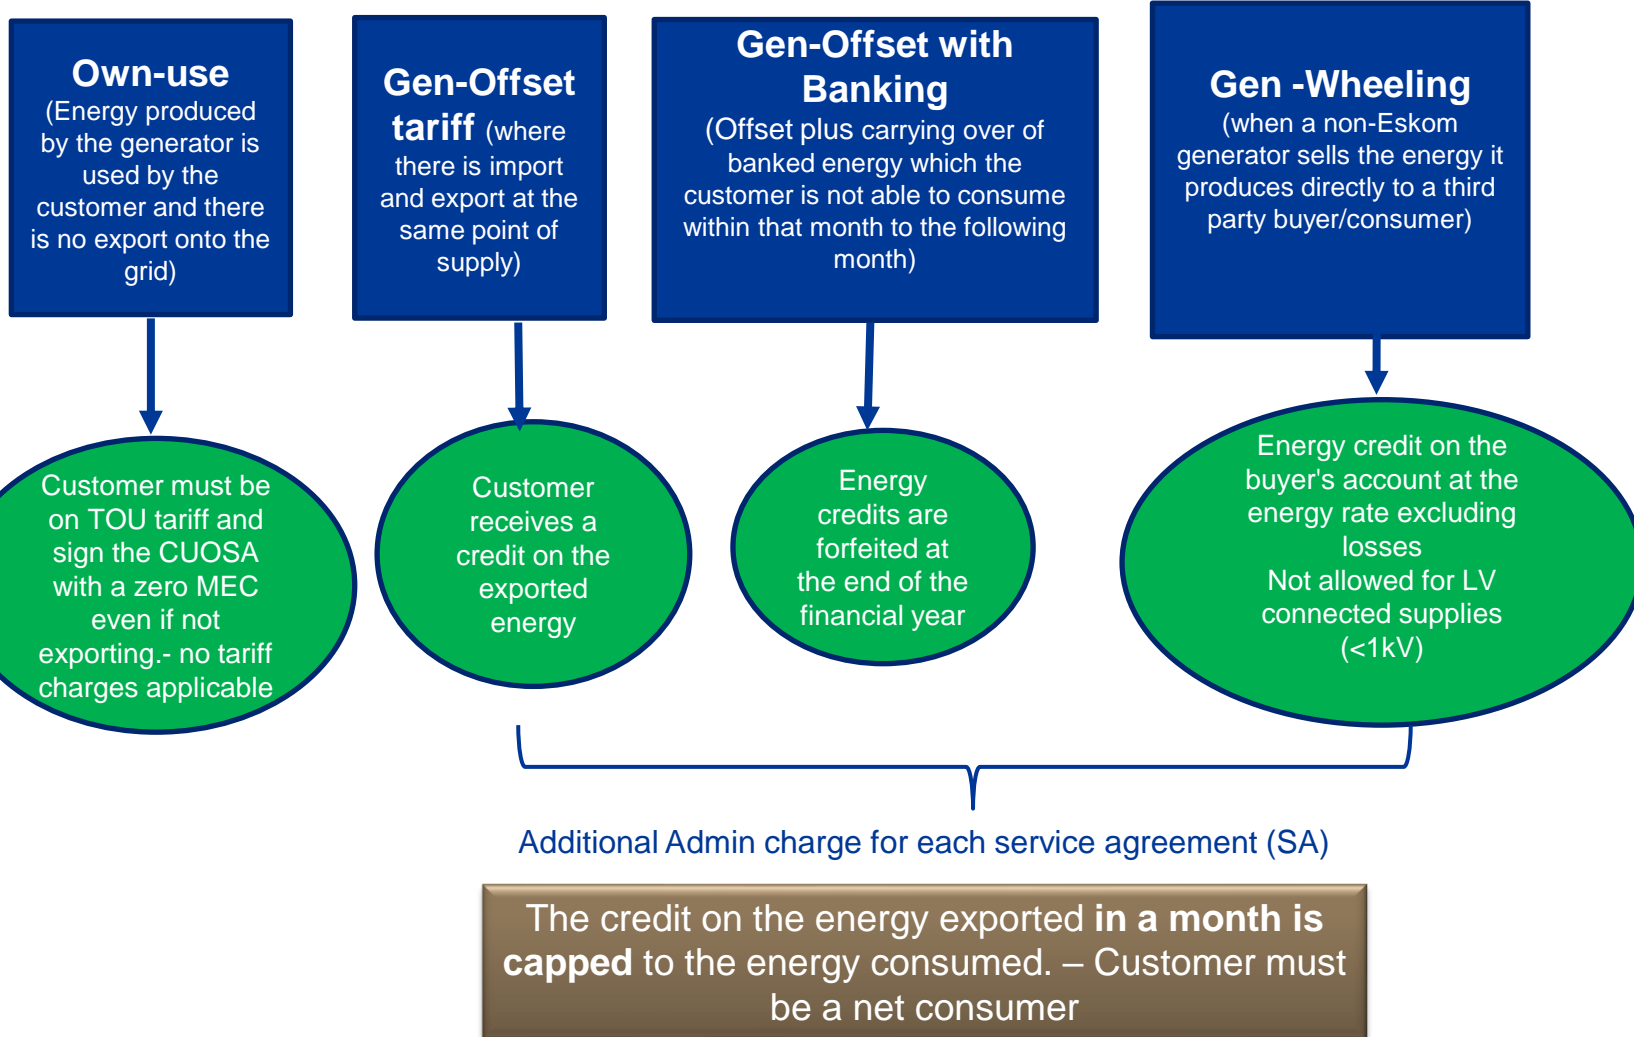 Own-use
(Energy produced
by the generator is
used by the
customer and there
is no export onto the
grid)
Gen-Offset
tariff (where
there is import
and export at the
same point of
supply)
Gen-Offset with
Banking
(Offset plus carrying over of
banked energy which the
customer is not able to consume
within that month to the following
month)
Gen -Wheeling
(when a non-Eskom
generator sells the energy it
produces directly to a third
party buyer/consumer)
Customer must be
on TOU tariff and
sign the CUOSA
with a zero MEC
even if not
exporting.- no tariff
charges applicable
Customer
receives a
credit on the
exported
energy
Energy
credits are
forfeited at
the end of the
financial year
Energy credit on the
buyer's account at the
energy rate excluding
losses
Not allowed for LV
connected supplies
(<1kV)
Additional Admin charge for each service agreement (SA)
The credit on the energy exported in a month is
capped to the energy consumed. – Customer must
be a net consumer